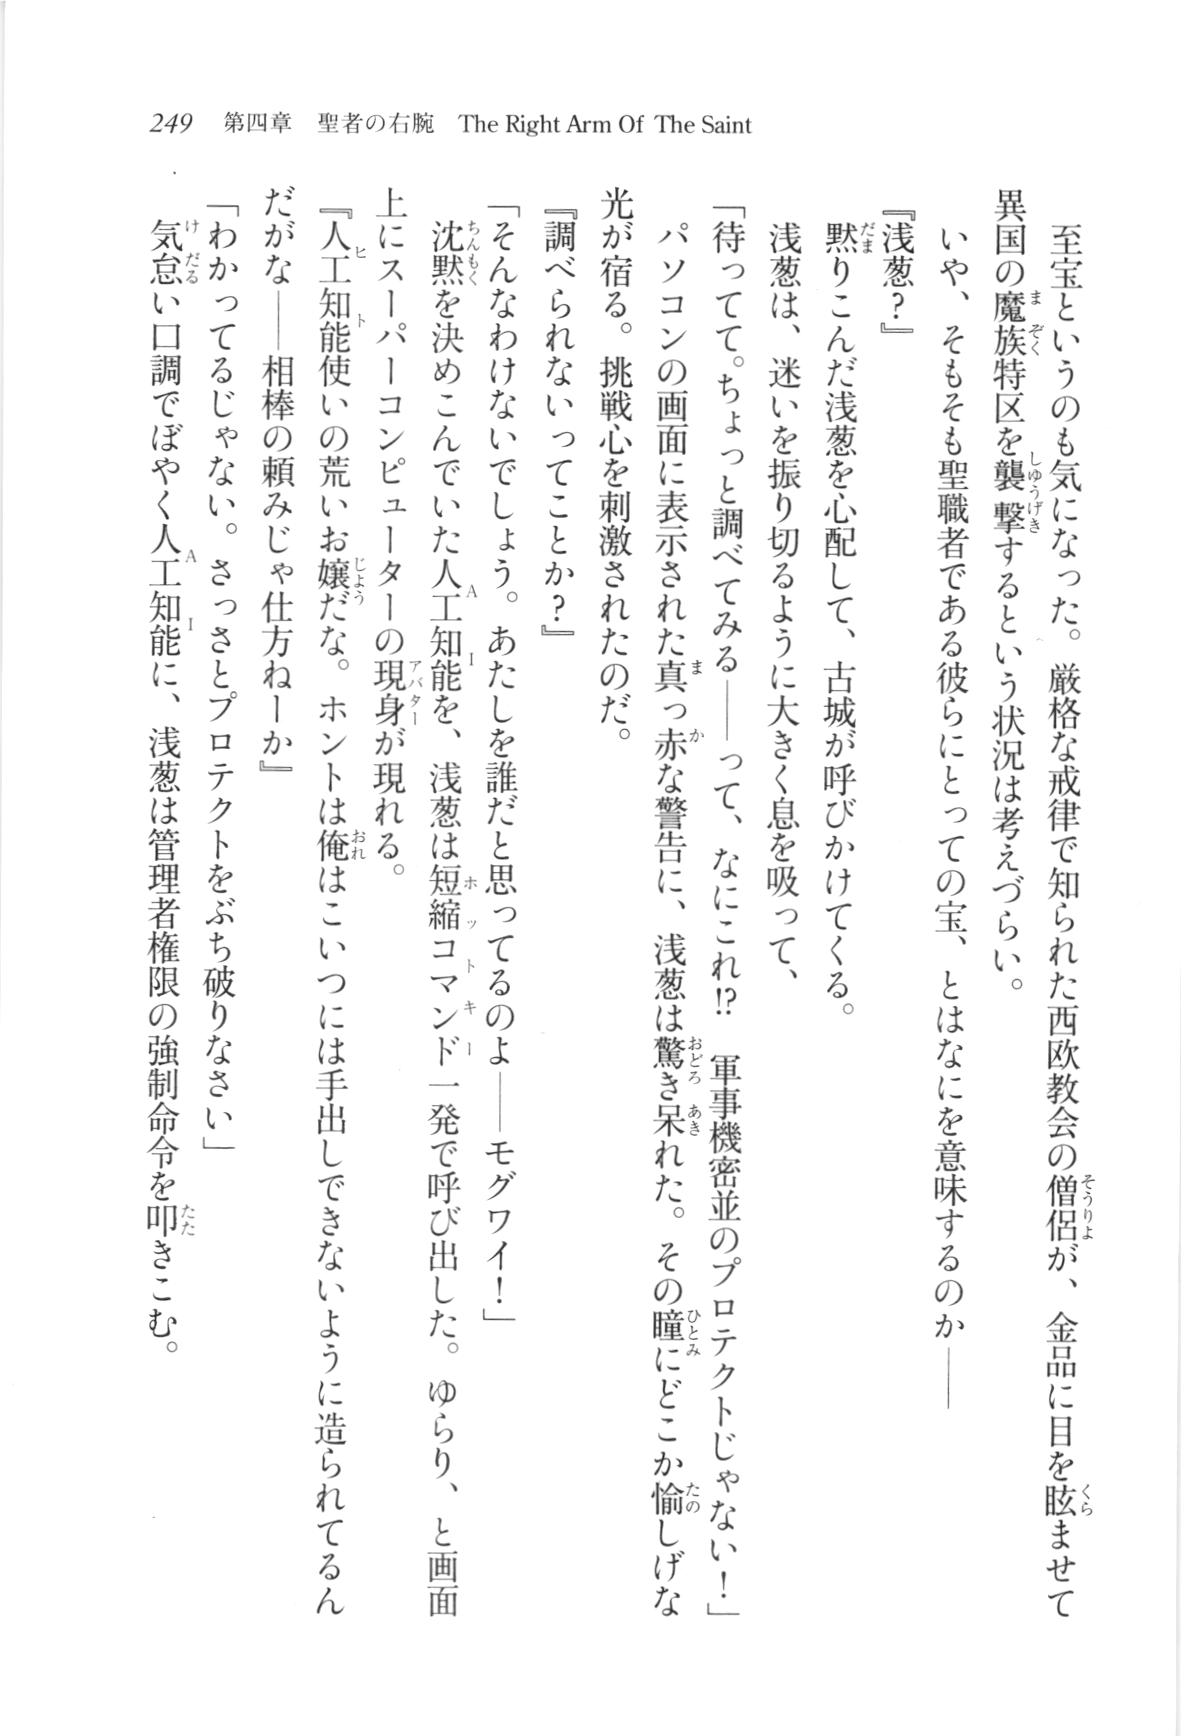 249 第四章 聖者の右腕 The Right Arm Of The Saint
　至宝というのも気になった。厳格な戒律で知られた西欧教会の僧侶が、金品に目を眩ませて
異国の魔族特区を襲撃するという状況は考えづらい。
　いや、そもそも聖職者である彼らにとっての宝、とはなにを意味するのか――
『浅葱？』
　黙りこんだ浅葱を心配して、古城が呼びかけてくる。
　浅葱は、迷いを振り切るように大きく息を吸って、
「待ってて。ちょっと調べてみる――って、なにこれ!?　軍事機密並のプロテクトじゃない！」
　パソコンの画面に表示された真っ赤な警告に、浅葱は驚き呆れた。その瞳にどこか愉しげな
光が宿る。挑戦心を刺激されたのだ。
『調べられないってことか？』
「そんなわけないでしょう。あたしを誰だと思ってるのよ――モグワイ！」
　沈黙を決めこんでいた人工知能を、浅葱は短縮コマンド一発で呼び出した。ゆらり、と画面
上にスーパーコンピューターの現身が現れる。
『人工知能使いの荒いお嬢だな。ホントは俺はこいつには手出しできないように造られてるん
だがな――相棒の頼みじゃ仕方ねーか』
「わかってるじゃない。さっさとプロテクトをぶち破りなさい」
　気怠い口調でぼやく人工知能に、浅葱は管理者権限の強制命令を叩きこむ。